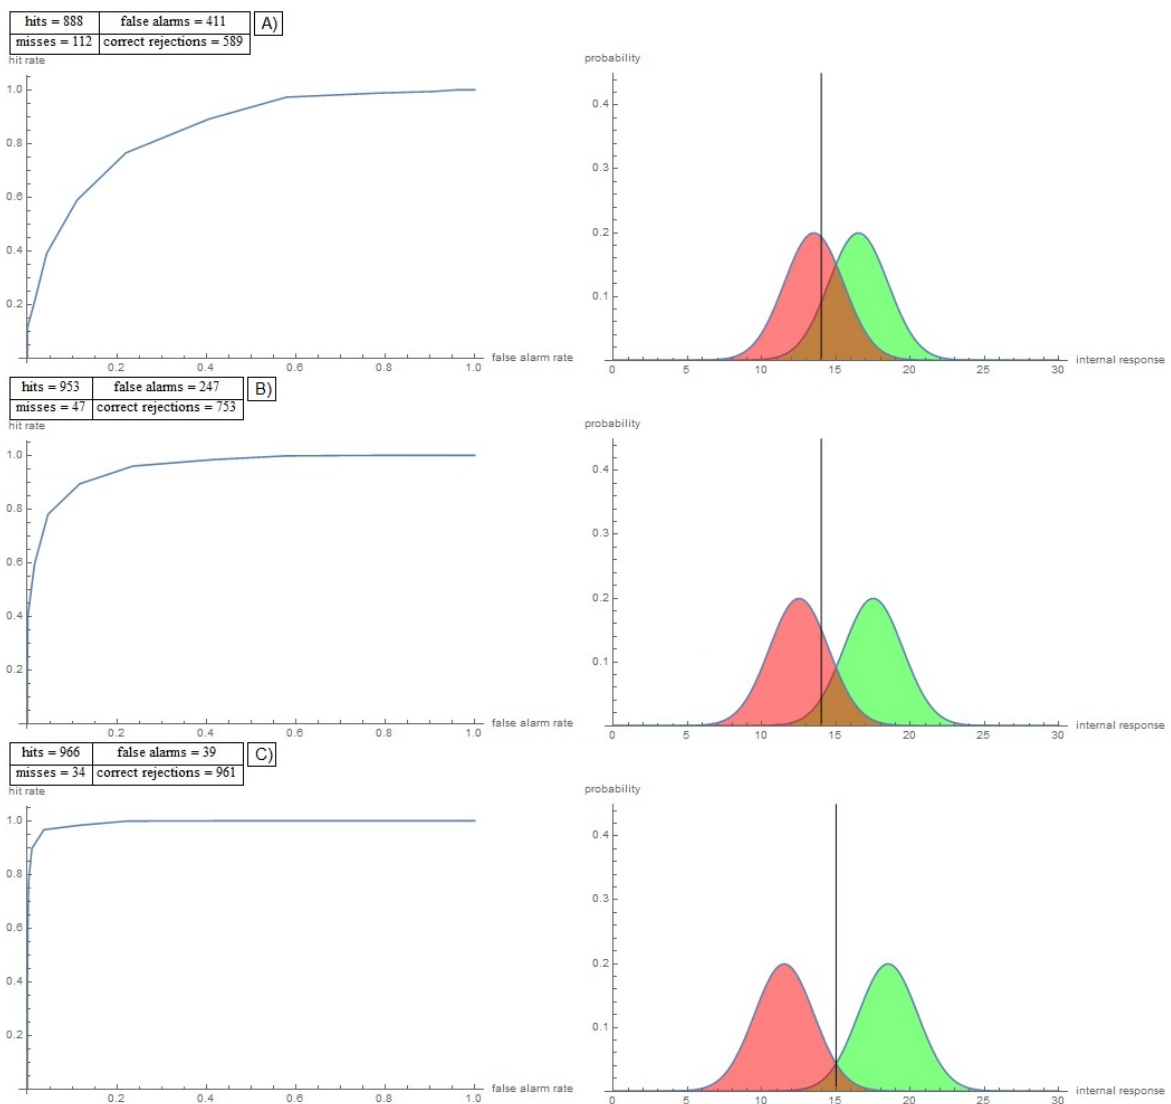 hits = 888 false alarms = 411 A)
misses = 112 correct rejections = 589
hit rate
1.0
0.8
0.6
0.4
0.2
0.2 0.4 0.6 0.8 1.0
false alarm rate
probability
0.4
0.3
0.2
0.1
0 5 10 15 20 25 30
internal response
hits = 953 false alarms = 247 B)
misses = 47 correct rejections = 753
hit rate
1.0
0.8
0.6
0.4
0.2
0.2 0.4 0.6 0.8 1.0
false alarm rate
probability
0.4
0.3
0.2
0.1
0 5 10 15 20 25 30
internal response
hits = 966 false alarms = 39 C)
misses = 34 correct rejections = 961
hit rate
1.0
0.8
0.6
0.4
0.2
0.2 0.4 0.6 0.8 1.0
false alarm rate
probability
0.4
0.3
0.2
0.1
0 5 10 15 20 25 30
internal response